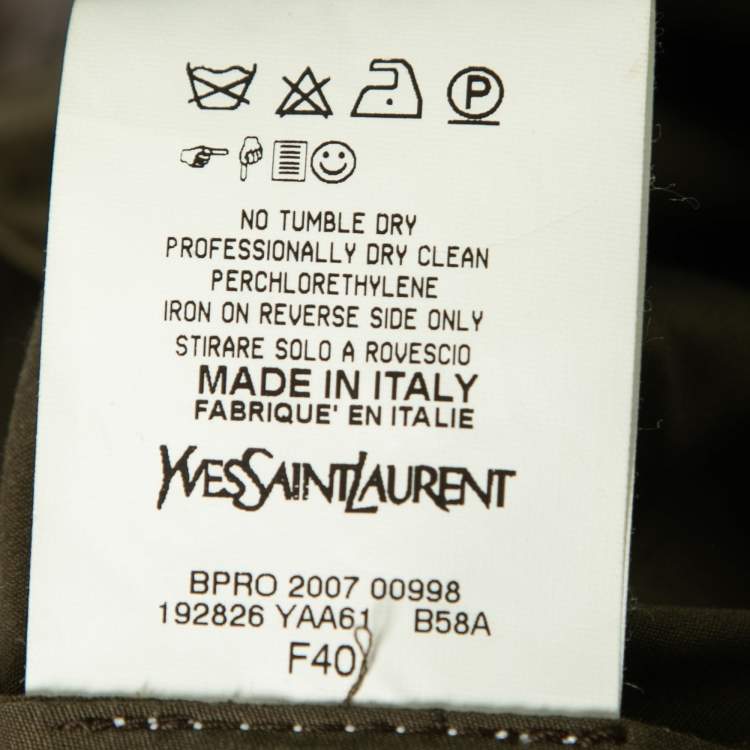 P
NO TUMBLE DRY
PROFESSIONALLY DRY CLEAN
PERCHLORETHYLENE
IRON ON REVERSE SIDE ONLY
STIRARE SOLO A ROVESCIO
MADE IN ITALY
FABRIQUE' EN ITALIE
YVESSAINTLAURENT
BPRO 2007 00998
192826 YAA61 B58A
F40